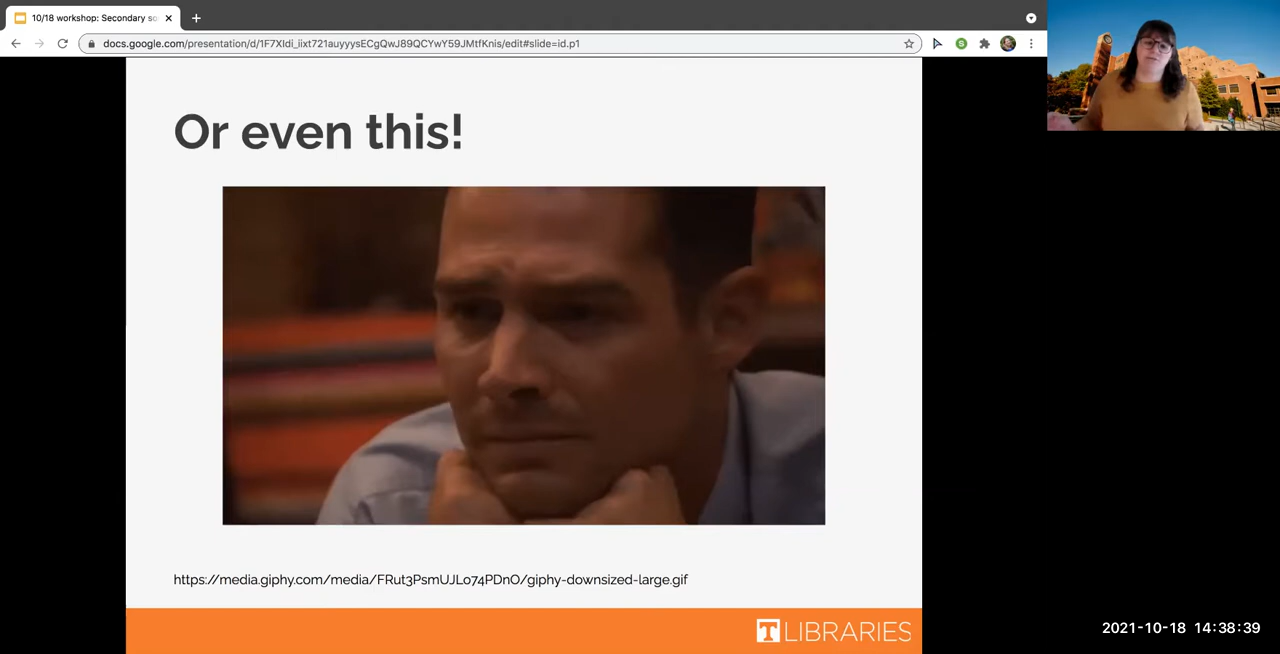 10/18 workshop: Secondary so
docs.google.com/presentation/d/1F7XIdi_iixt721auyyysECgQwJ89QCYwY59JMtfKnis/edit#slide=id.p1
S
Or even this!
https://media.giphy.com/media/FRut3PsmUJLo74PDnO/giphy-downsized-large.gif
T LIBRARIES
2021-10-18 14:38:39